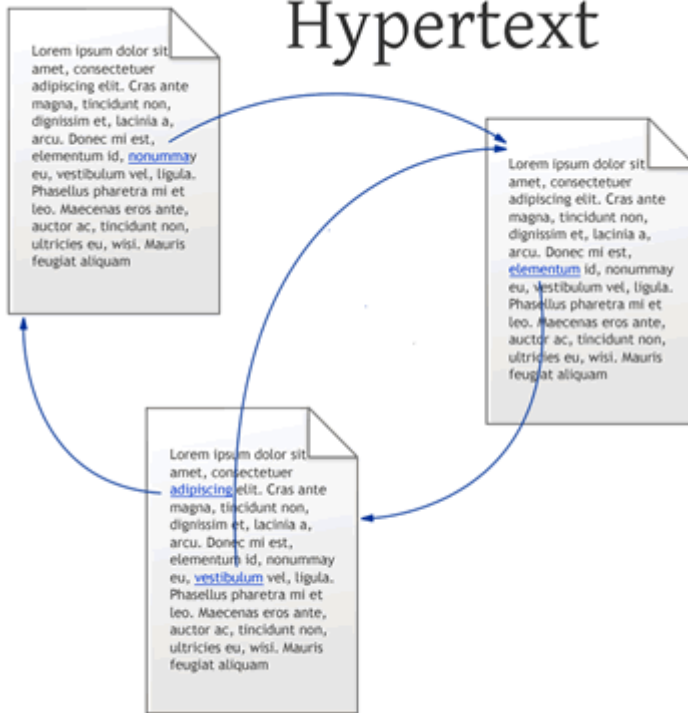 Hypertext
Lorem ipsum dolor sit
amet, consectetuer
adipiscing elit. Cras ante
magna, tincidunt non,
dignissim et, lacinia a,
arcu. Donec mi est,
elementum id, nonummay
eu, vestibulum vel, ligula.
Phasellus pharetra mi et
leo. Maecenas eros ante,
auctor ac, tincidunt non,
ultricies eu, wisi. Mauris
feugiat aliquam
Lorem ipsum dolor sit
amet, consectetuer
adipiscing elit. Cras ante
magna, tincidunt non,
dignissim et, lacinia a,
arcu. Donec mi est,
elementum id, nonummay
eu, vestibulum vel, ligula.
Phasellus pharetra mi et
leo. Maecenas eros ante,
auctor ac, tincidunt non,
ultricies eu, wisi. Mauris
feugiat aliquam
Lorem ipsum dolor sit
amet, consectetuer
adipiscing elit. Cras ante
magna, tincidunt non,
dignissim et, lacinia a,
arcu. Donec mi est,
elementum id, nonummay
eu, vestibulum vel, ligula.
Phasellus pharetra mi et
leo. Maecenas eros ante,
auctor ac, tincidunt non,
ultricies eu, wisi. Mauris
feugiat aliquam